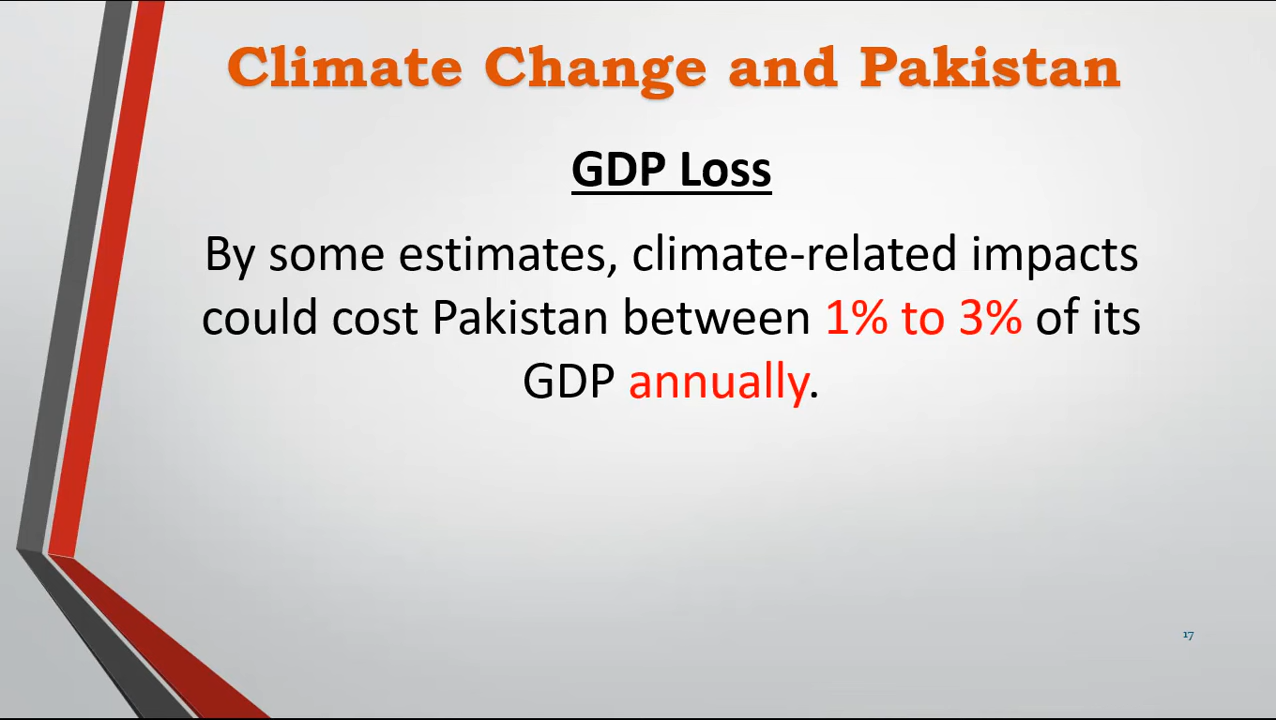 Climate Change and Pakistan
GDP Loss
By some estimates, climate-related impacts
could cost Pakistan between 1% to 3% of its
GDP annually.
17